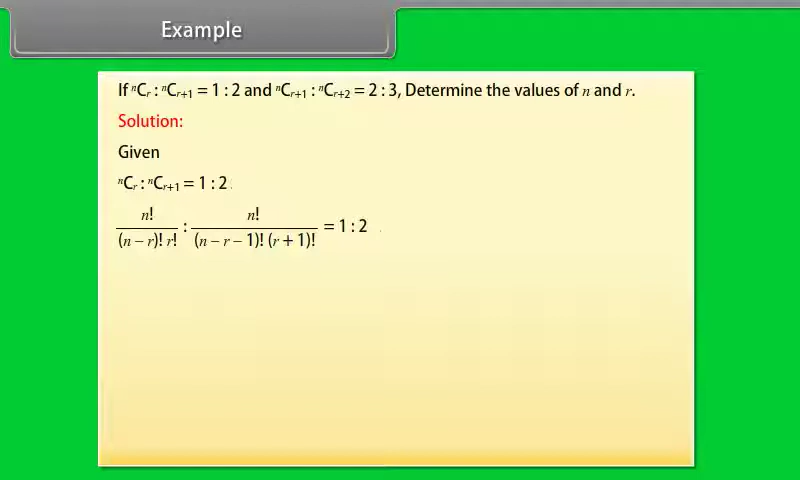 Example
If ⁿCᵣ : ⁿCᵣ₊₁ = 1 : 2 and ⁿCᵣ₊₁ : ⁿCᵣ₊₂ = 2 : 3, Determine the values of n and r.
Solution:
Given
ⁿCᵣ : ⁿCᵣ₊₁ = 1 : 2
n! / (n – r)! r! : n! / (n – r – 1)! (r + 1)! = 1 : 2